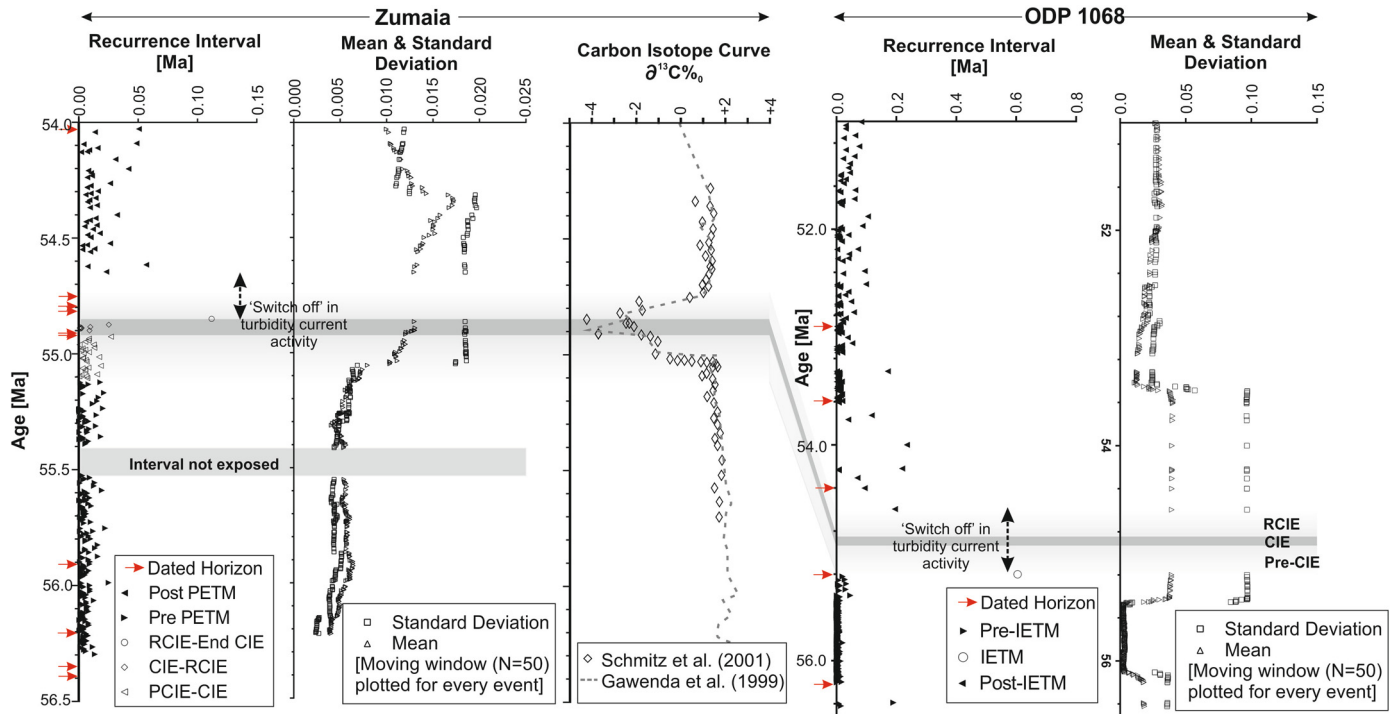 Zumaia
ODP 1068
Recurrence Interval
[Ma]
Mean & Standard
Deviation
Carbon Isotope Curve
∂¹³C%₀
Recurrence Interval
[Ma]
Mean & Standard
Deviation
0.00
0.05
0.10
0.15
0.000
0.005
0.010
0.015
0.020
0.025
-4
-2
0
+2
+4
0.0
0.2
0.4
0.6
0.8
0.0
0.05
0.10
0.15
Age [Ma]
54.0
54.5
55.0
55.5
56.0
56.5
'Switch off' in
turbidity current
activity
Interval not exposed
Dated Horizon
Post PETM
Pre PETM
RCIE-End CIE
CIE-RCIE
PCIE-CIE
Standard Deviation
Mean
[Moving window (N=50)
plotted for every event]
Schmitz et al. (2001)
Gawenda et al. (1999)
Age [Ma]
52.0
54.0
56.0
'Switch off' in
turbidity current
activity
Dated Horizon
Pre-IETM
IETM
Post-IETM
52
54
56
RCIE
CIE
Pre-CIE
Standard Deviation
Mean
[Moving window (N=50)
plotted for every event]